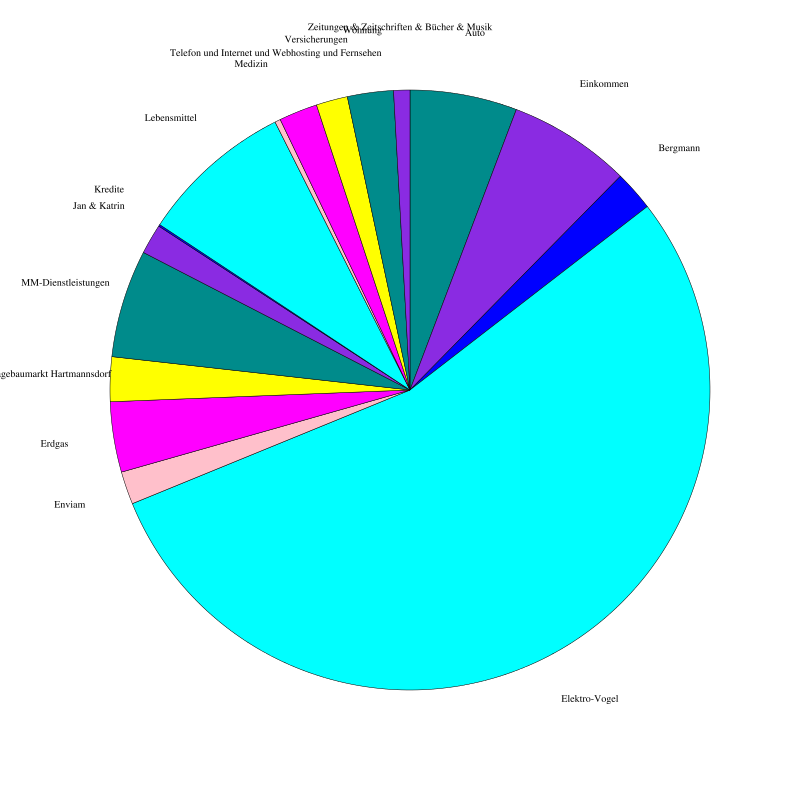 Zeitungen & Zeitschriften & Bücher & Musik
Wohnung
Auto
Versicherungen
Telefon und Internet und Webhosting und Fernsehen
Medizin
Einkommen
Lebensmittel
Bergmann
Kredite
Jan & Katrin
MM-Dienstleistungen
gebaumarkt Hartmannsdorf
Erdgas
Enviam
Elektro-Vogel